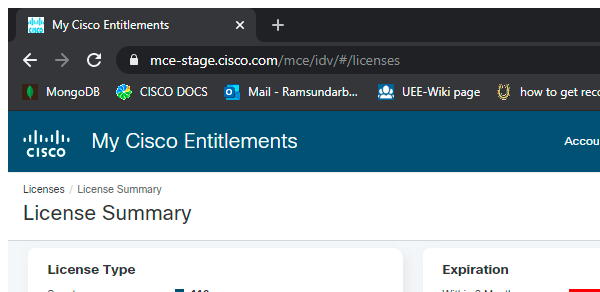 My Cisco Entitlements
mce-stage.cisco.com/mce/idv/#/licenses
MongoDB CISCO DOCS Mail - Ramsundarb... UEE-Wiki page how to get reco
CISCO My Cisco Entitlements Accou
Licenses / License Summary
License Summary
License Type Expiration